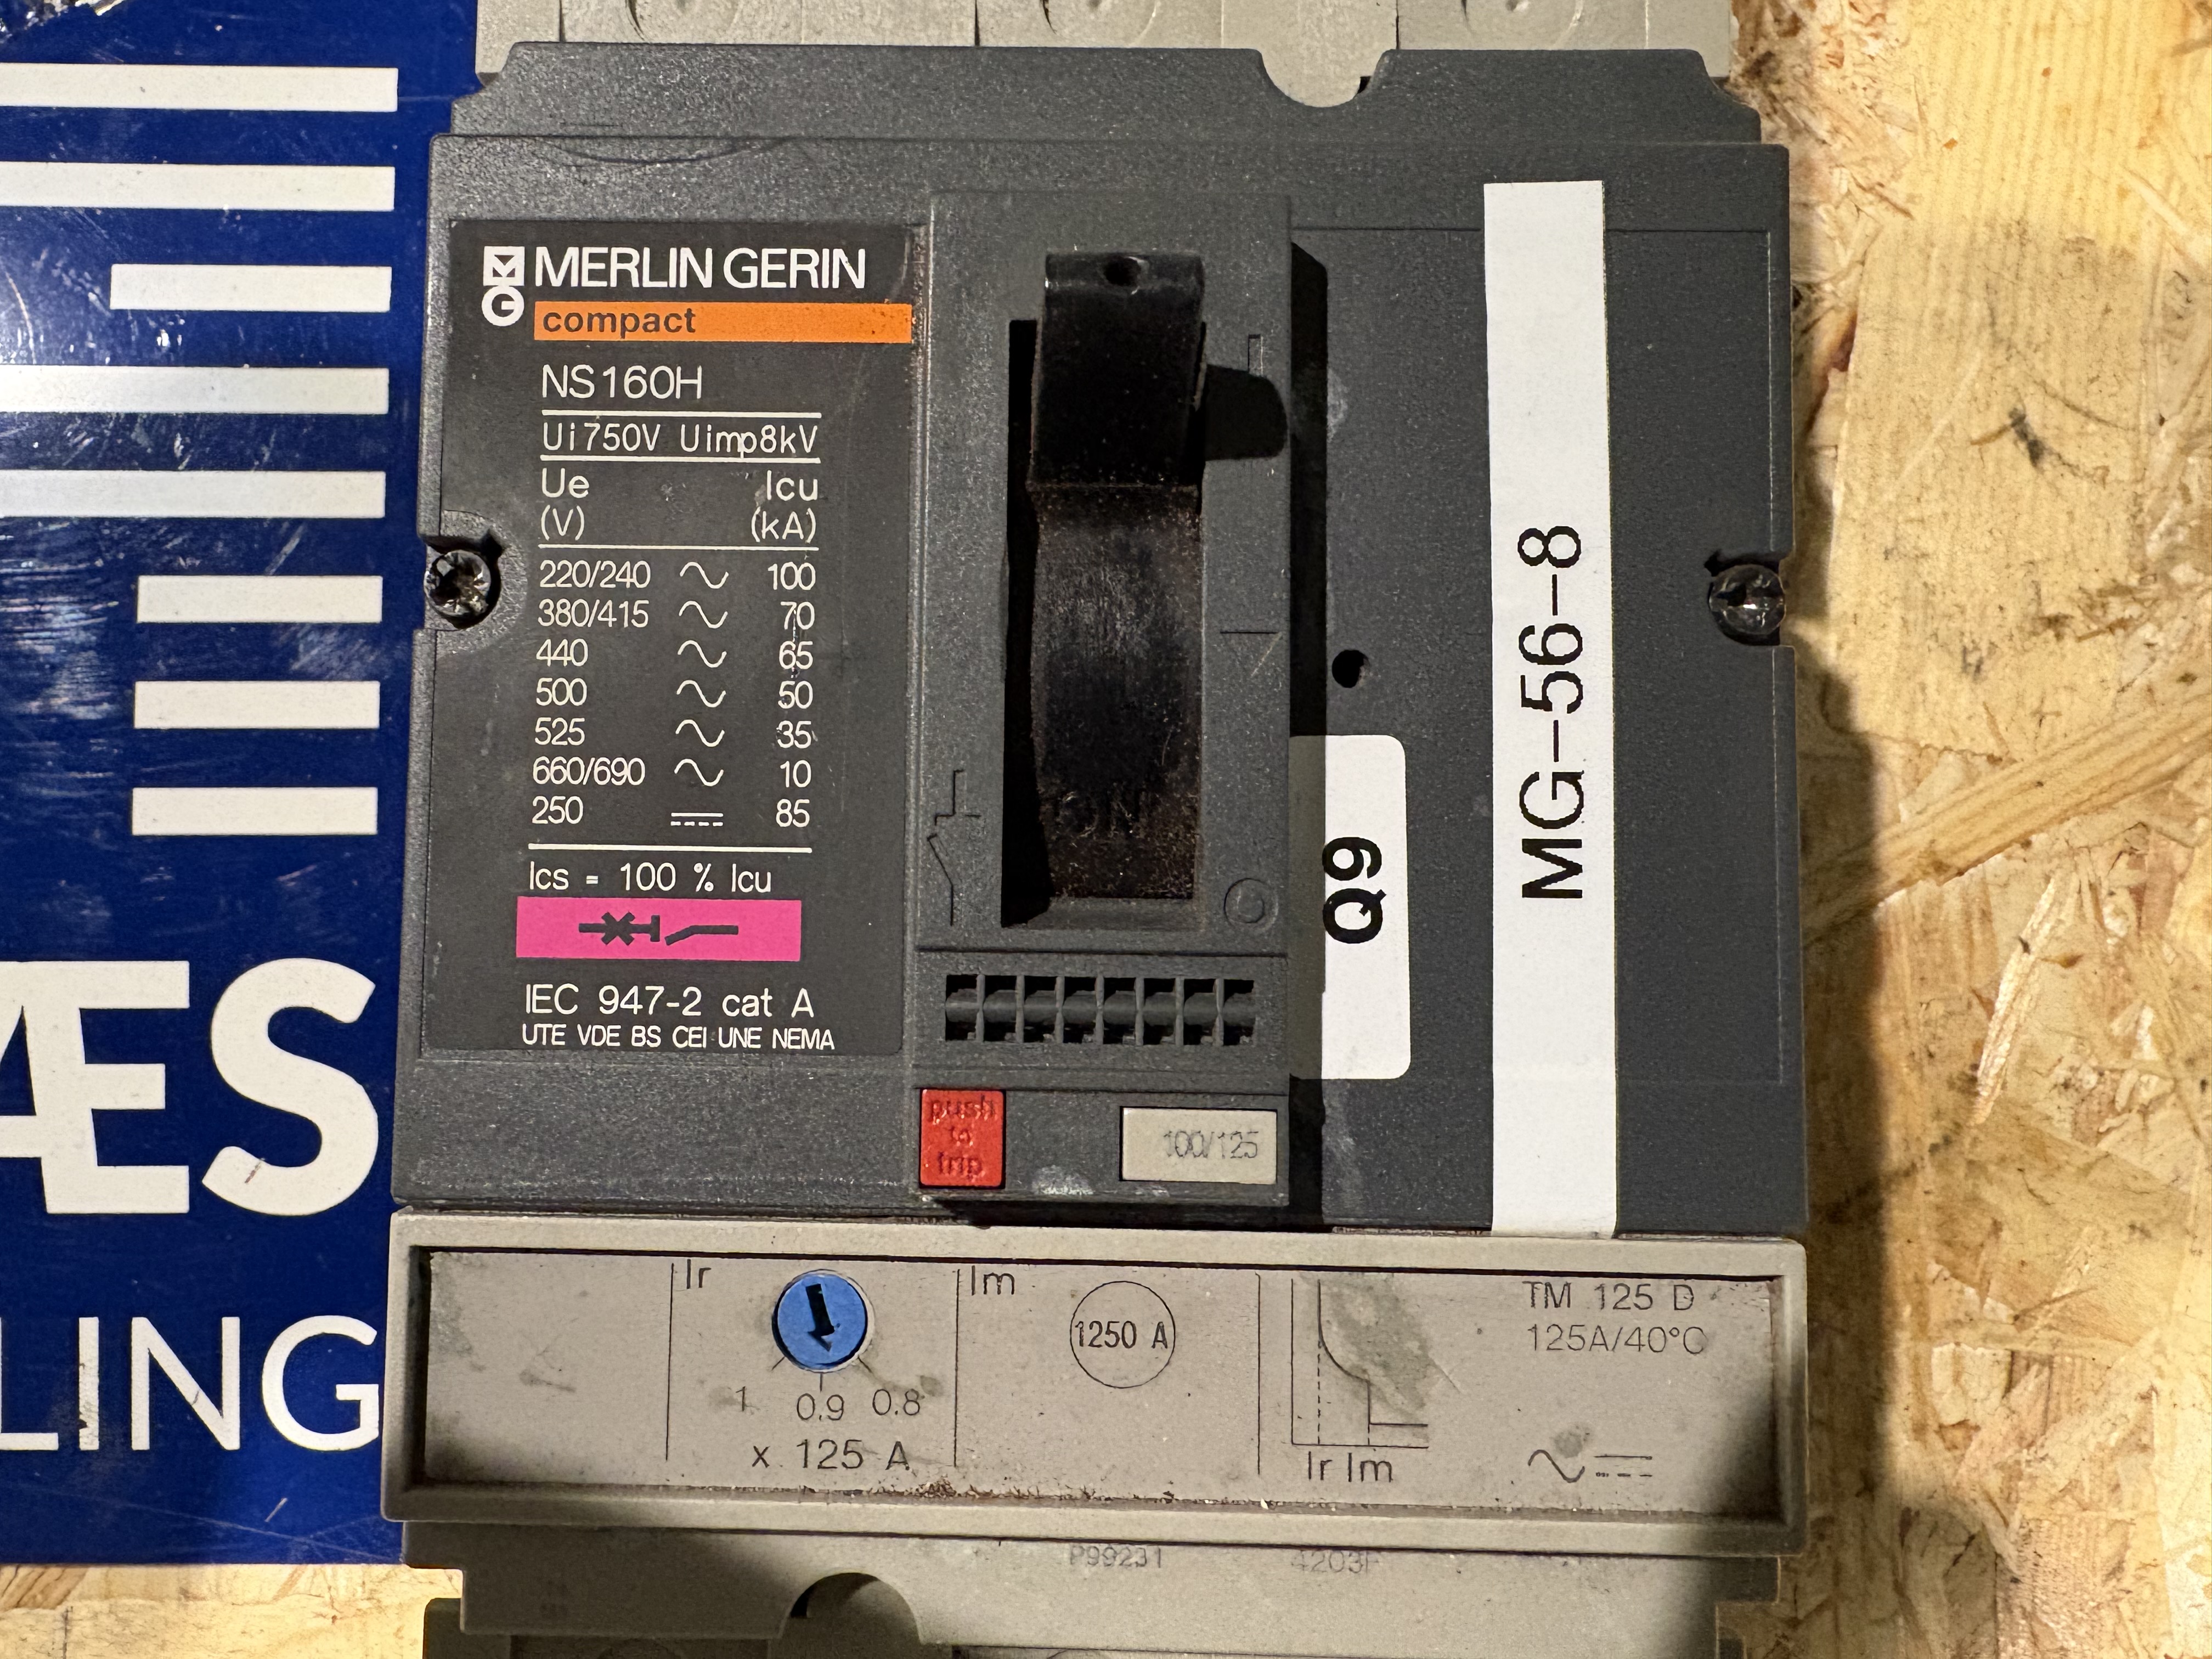 MERLIN GERIN
compact
NS160H
Ui750V Uimp8kV
Ue Icu
(V) (kA)
220/240 100
380/415 70
440 65
500 50
525 35
660/690 10
250 85
Ics = 100 % Icu
IEC 947-2 cat A
UTE VDE BS CEI UNE NEMA
push
to
trip
100/125
Q9
MG-56-8
Ir
1 0.9 0.8
x 125 A
Im
1250 A
Ir Im
TM 125 D
125A/40°C
P99231
ÆS
LING